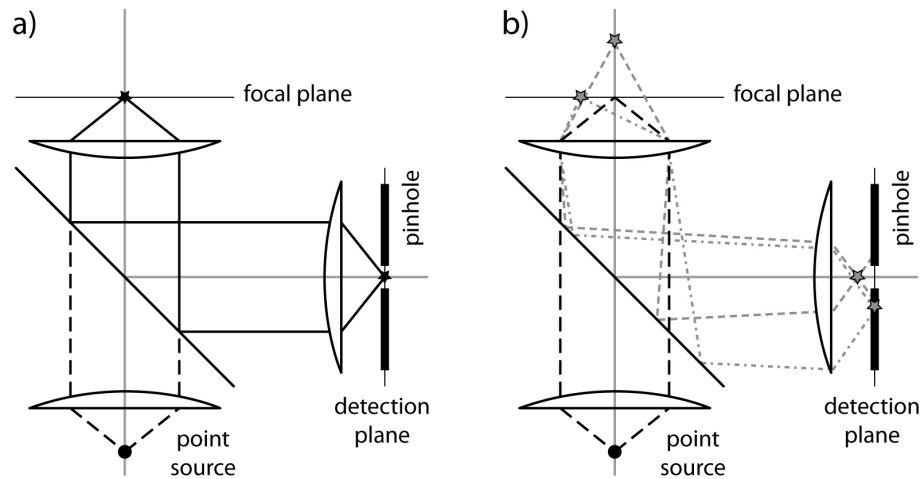 a)
focal plane
pinhole
detection
plane
point
source
b)
focal plane
pinhole
detection
plane
point
source